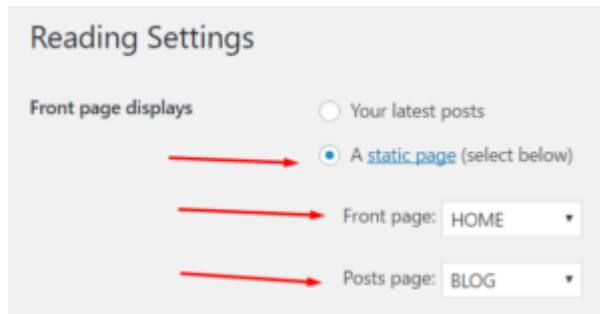 Reading Settings
Front page displays
Your latest posts
A static page (select below)
Front page: HOME
Posts page: BLOG